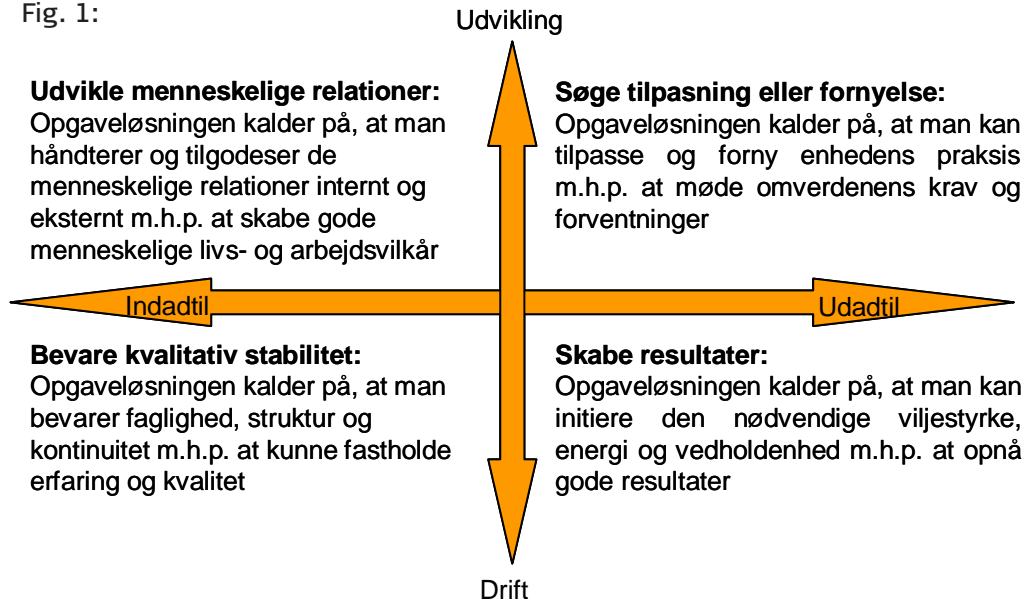 Fig. 1:
Udvikling
Udvikle menneskelige relationer:
Opgaveløsningen kalder på, at man
håndterer og tilgodeser de
menneskelige relationer internt og
eksternt m.h.p. at skabe gode
menneskelige livs- og arbejdsvilkår
Søge tilpasning eller fornyelse:
Opgaveløsningen kalder på, at man kan
tilpasse og forny enhedens praksis
m.h.p. at møde omverdenens krav og
forventninger
Indadtil
Udadtil
Bevare kvalitativ stabilitet:
Opgaveløsningen kalder på, at man
bevarer faglighed, struktur og
kontinuitet m.h.p. at kunne fastholde
erfaring og kvalitet
Skabe resultater:
Opgaveløsningen kalder på, at man kan
initiere den nødvendige viljestyrke,
energi og vedholdenhed m.h.p. at opnå
gode resultater
Drift